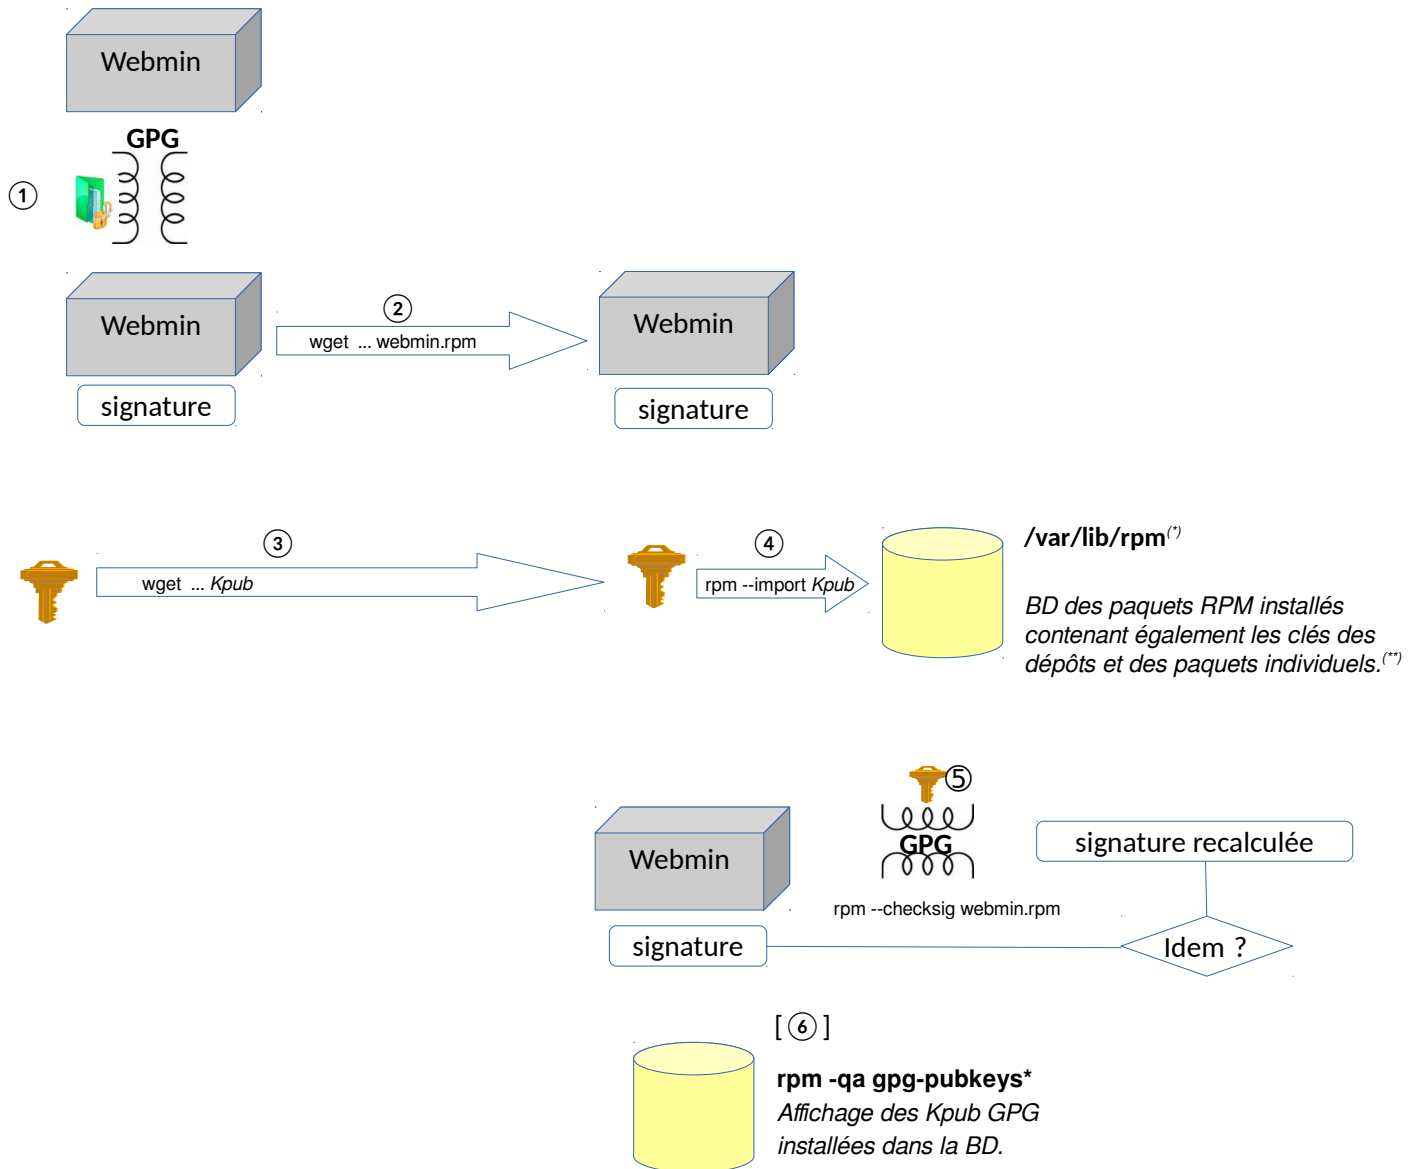 Webmin
GPG
①
Webmin
signature
②
wget ... webmin.rpm
Webmin
signature
③
wget ... Kpub
④
rpm --import Kpub
/var/lib/rpm(*)
BD des paquets RPM installés
contenant également les clés des
dépôts et des paquets individuels.(**)
⑤
GPG
Webmin
signature
rpm --checksig webmin.rpm
signature recalculée
Idem ?
[ ⑥ ]
rpm -qa gpg-pubkeys*
Affichage des Kpub GPG
installées dans la BD.